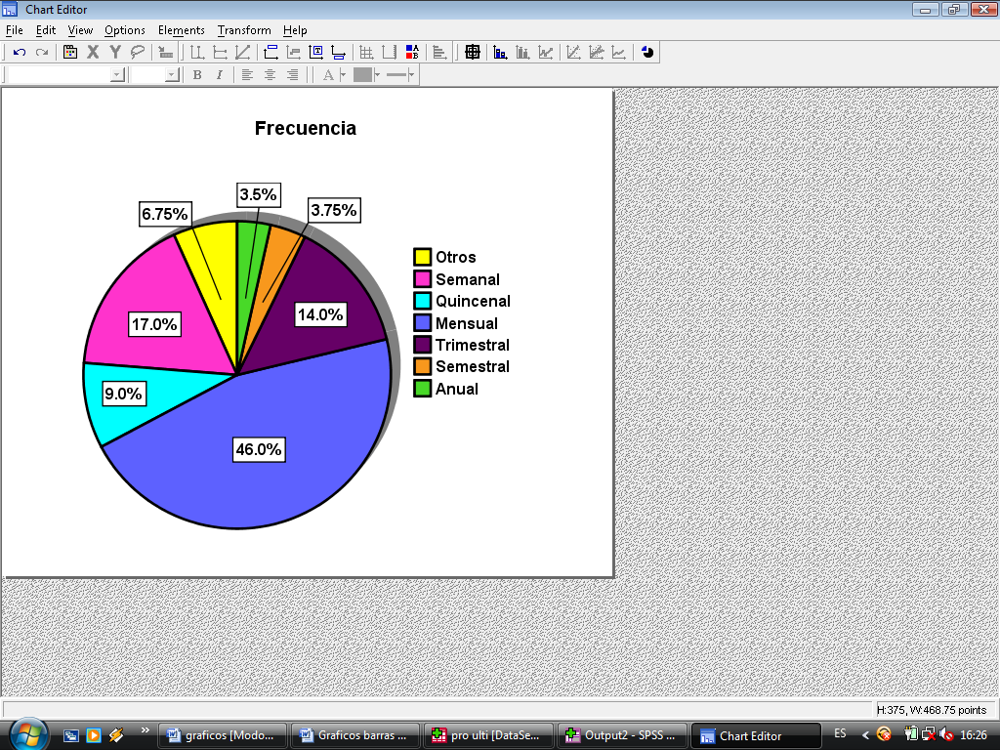 Chart Editor
File Edit View Options Elements Transform Help
X Y
B I A
Frecuencia
3.5%
6.75%
3.75%
14.0%
17.0%
9.0%
46.0%
Otros
Semanal
Quincenal
Mensual
Trimestral
Semestral
Anual
H:375, W:468.75 points
graficos [Modo... Graficos barras ... pro ulti [DataSe... Output2 - SPSS ... Chart Editor ES 16:26